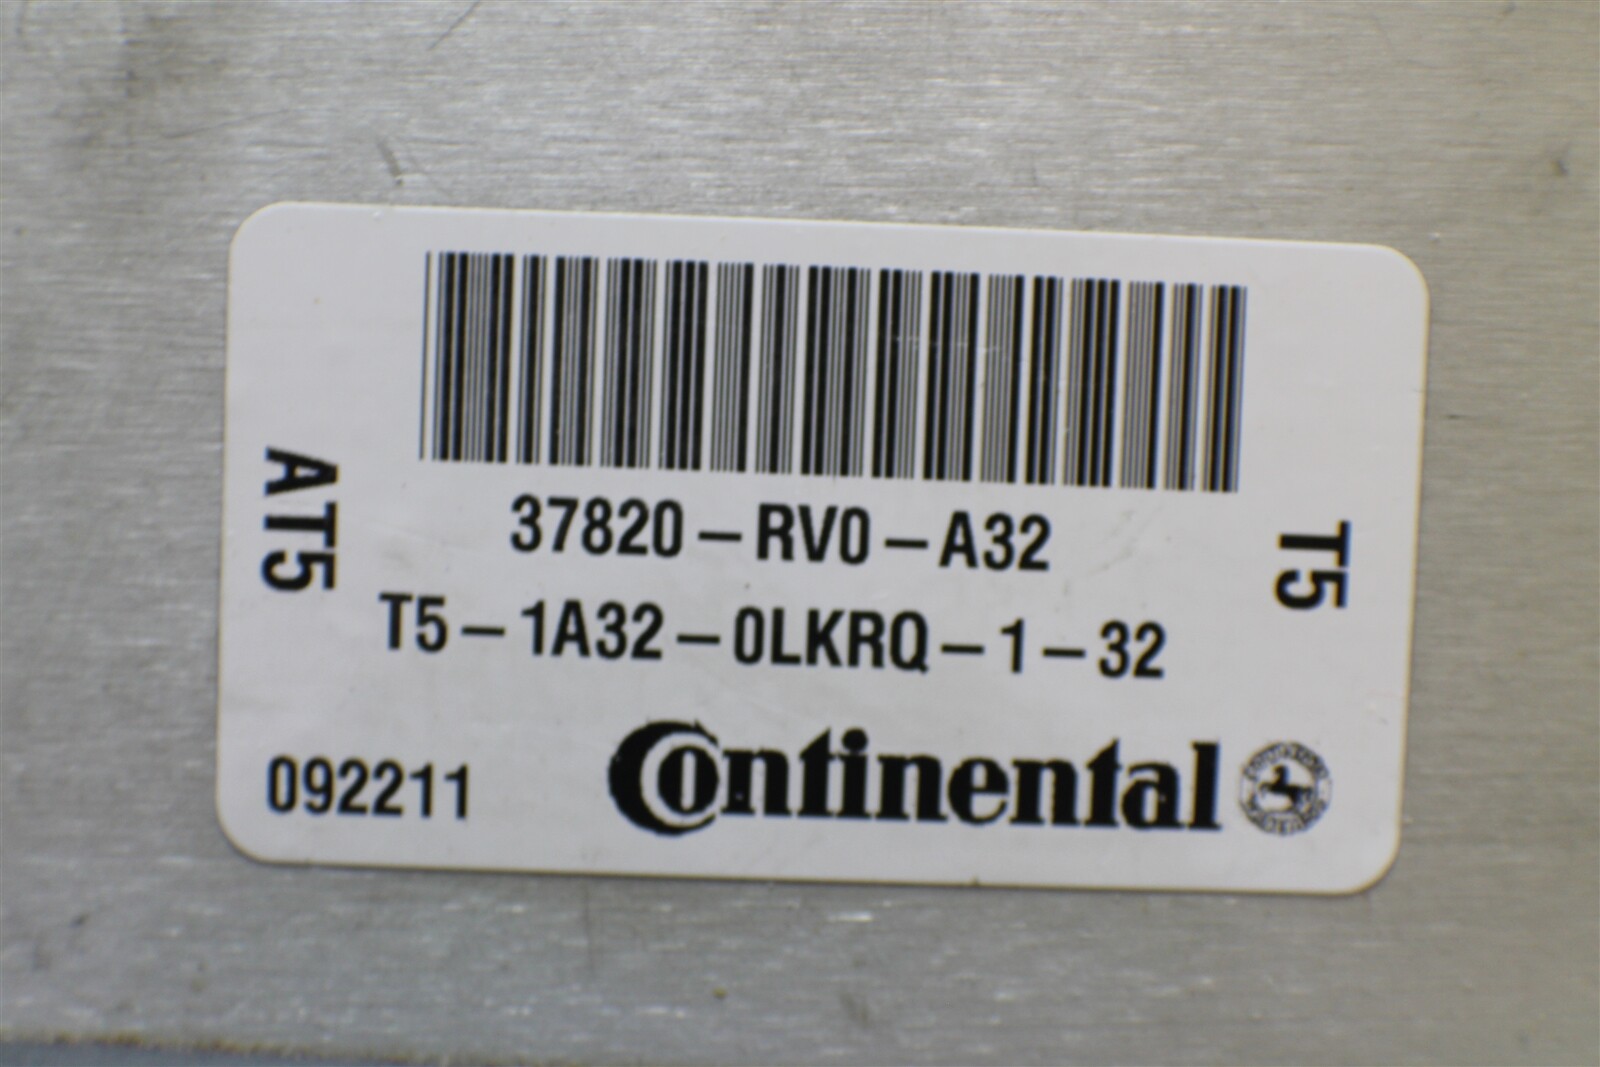 AT5
37820-RV0-A32
T5-1A32-0LKRQ-1-32
T5
092211
Continental